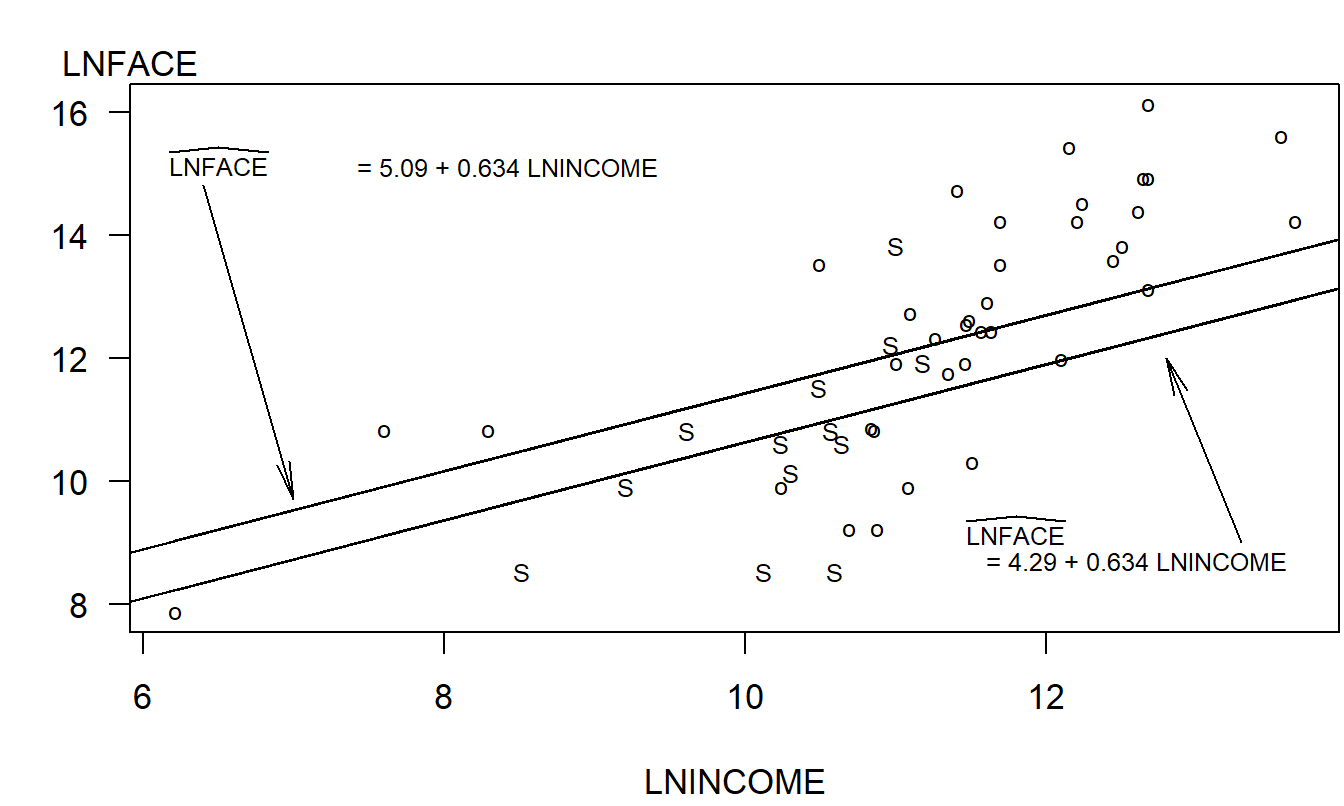 LNFACE
16
LNFACE = 5.09 + 0.634 LNINCOME
14
12
10
LNFACE
= 4.29 + 0.634 LNINCOME
8
6 8 10 12
LNINCOME